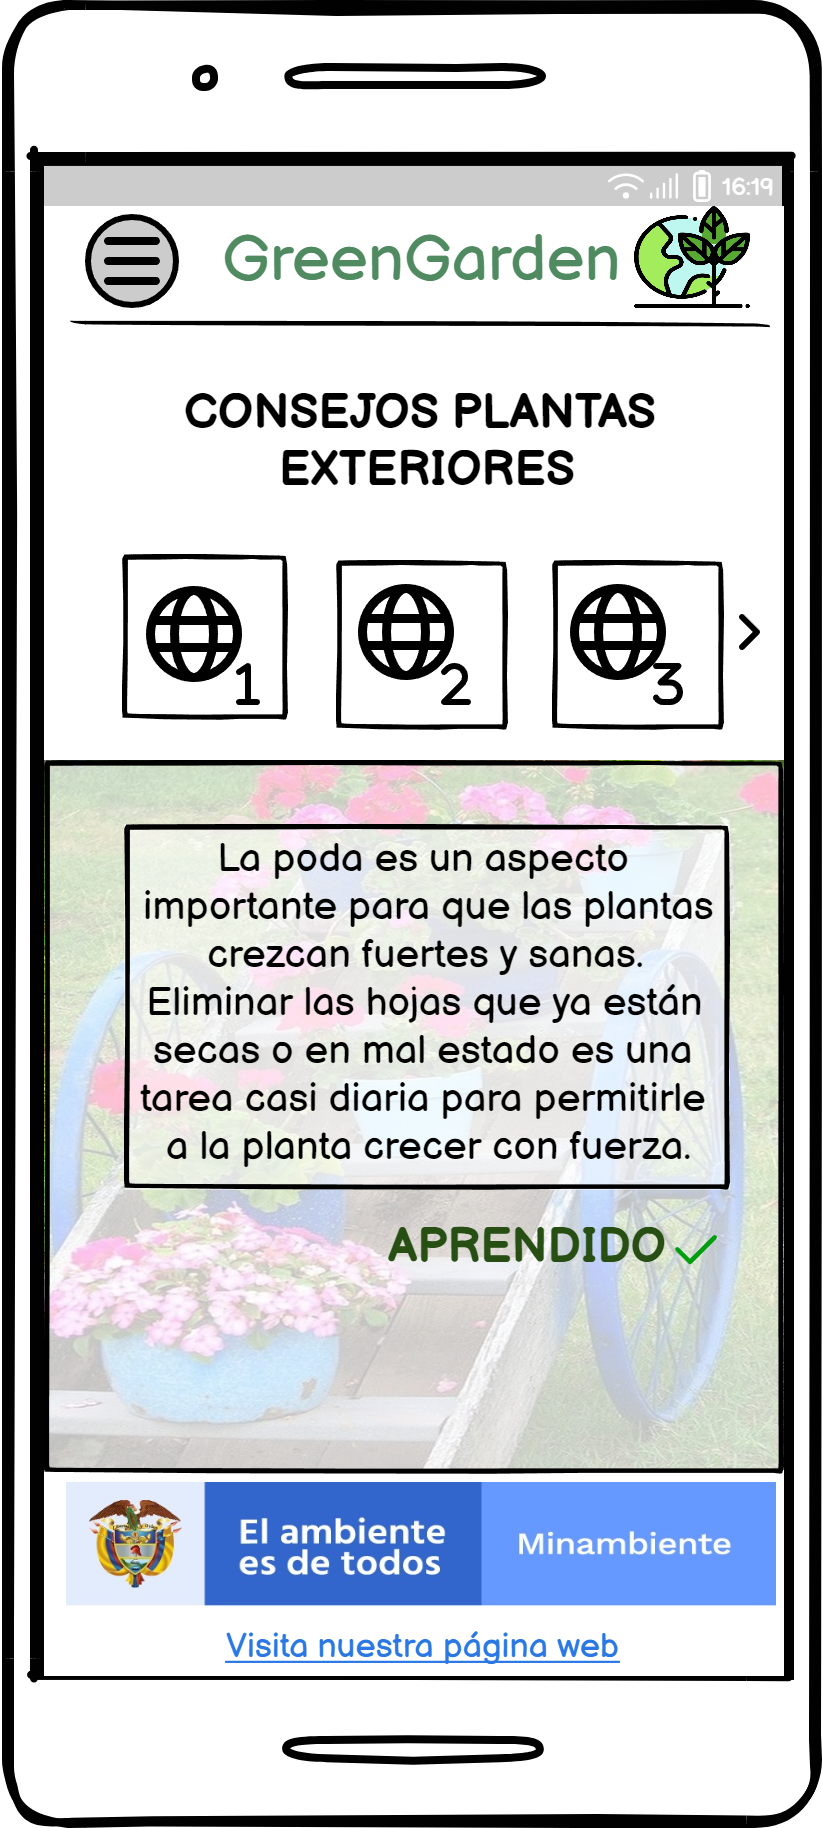 16:19
GreenGarden
CONSEJOS PLANTAS
EXTERIORES
1 2 3
La poda es un aspecto
importante para que las plantas
crezcan fuertes y sanas.
Eliminar las hojas que ya están
secas o en mal estado es una
tarea casi diaria para permitirle
a la planta crecer con fuerza.
APRENDIDO
El ambiente
es de todos
Minambiente
Visita nuestra página web